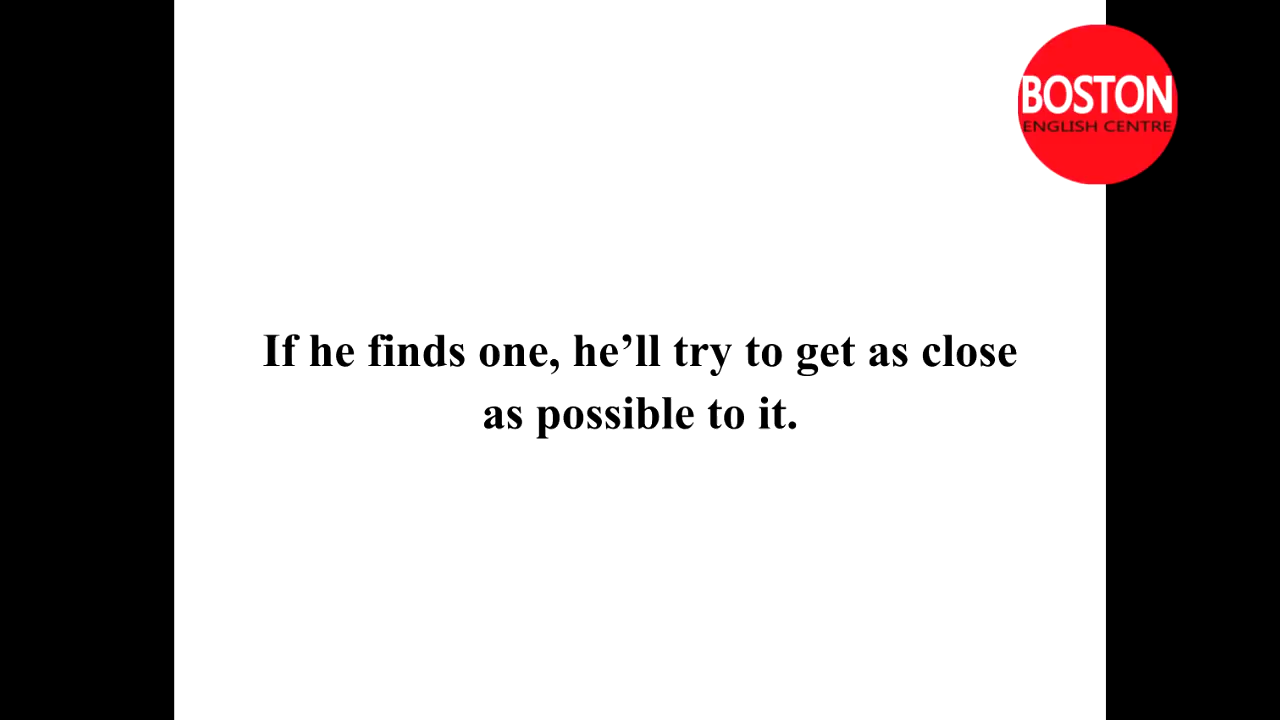 BOSTON
ENGLISH CENTRE
If he finds one, he’ll try to get as close
as possible to it.